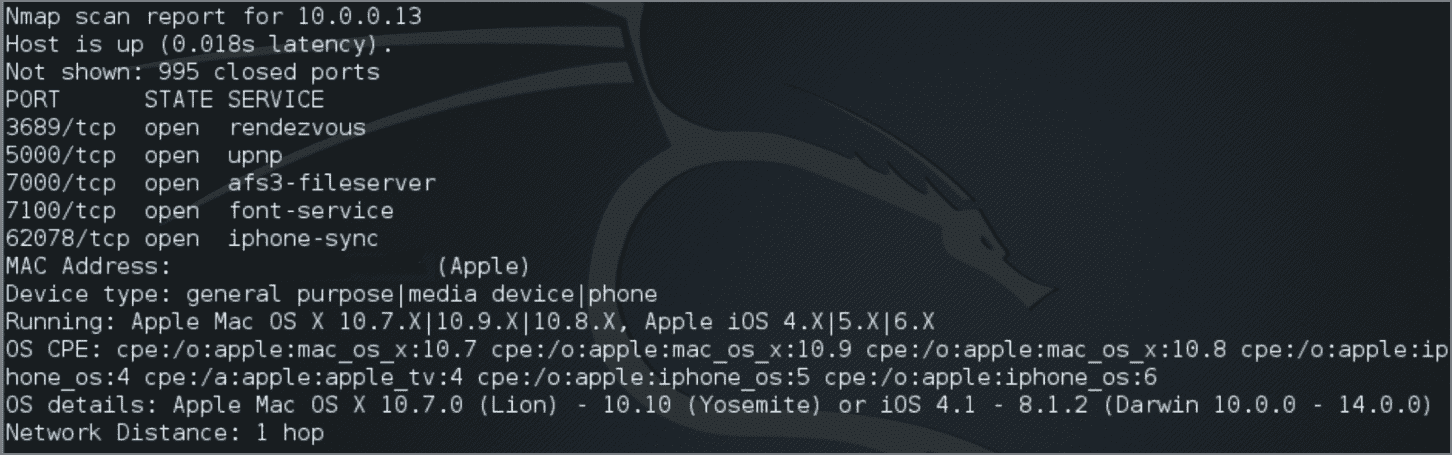 Nmap scan report for 10.0.0.13
Host is up (0.018s latency).
Not shown: 995 closed ports
PORT      STATE SERVICE
3689/tcp  open  rendezvous
5000/tcp  open  upnp
7000/tcp  open  afs3-fileserver
7100/tcp  open  font-service
62078/tcp open  iphone-sync
MAC Address:                   (Apple)
Device type: general purpose|media device|phone
Running: Apple Mac OS X 10.7.X|10.9.X|10.8.X, Apple iOS 4.X|5.X|6.X
OS CPE: cpe:/o:apple:mac_os_x:10.7 cpe:/o:apple:mac_os_x:10.9 cpe:/o:apple:mac_os_x:10.8 cpe:/o:apple:ip
hone_os:4 cpe:/a:apple:apple_tv:4 cpe:/o:apple:iphone_os:5 cpe:/o:apple:iphone_os:6
OS details: Apple Mac OS X 10.7.0 (Lion) - 10.10 (Yosemite) or iOS 4.1 - 8.1.2 (Darwin 10.0.0 - 14.0.0)
Network Distance: 1 hop